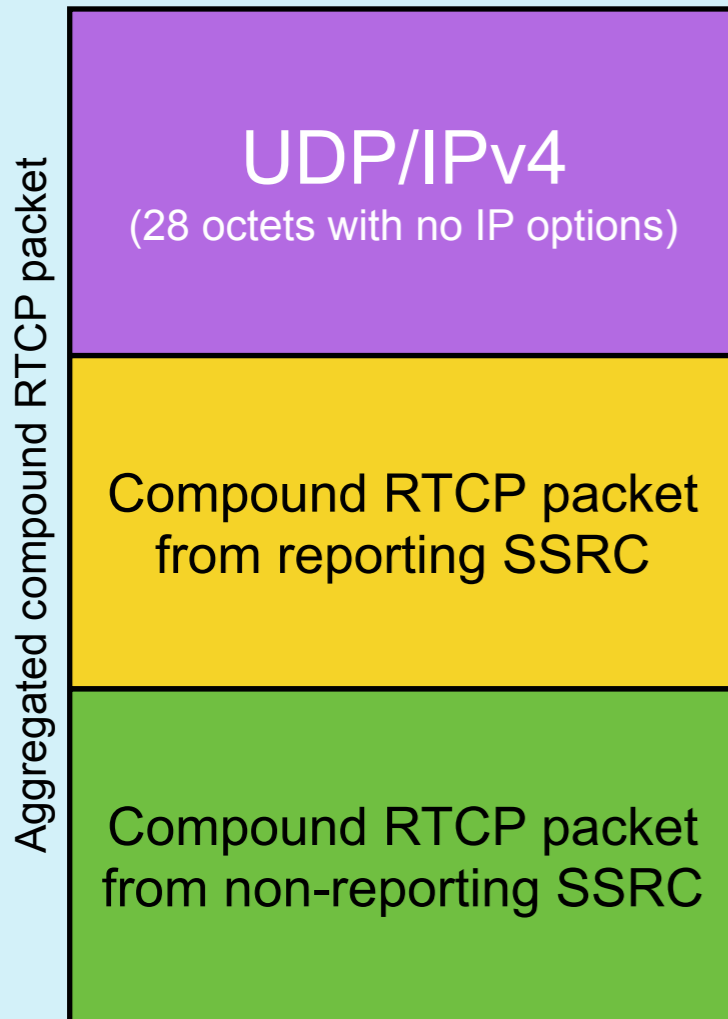 Aggregated compound RTCP packet
UDP/IPv4
(28 octets with no IP options)
Compound RTCP packet
from reporting SSRC
Compound RTCP packet
from non-reporting SSRC